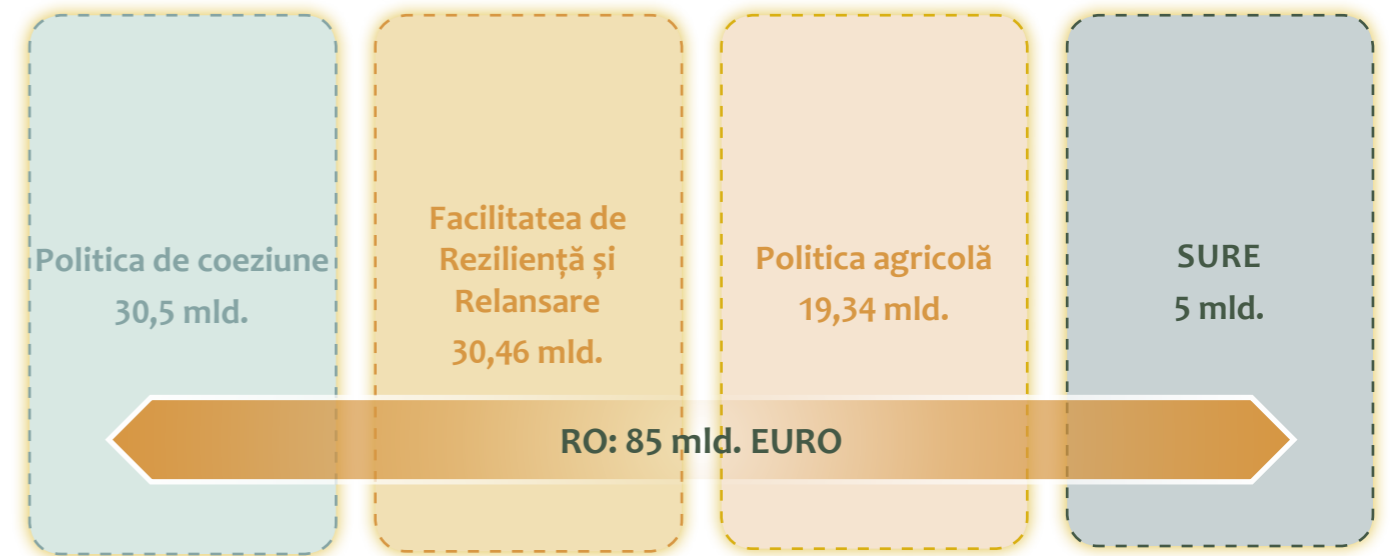 Politica de coeziune
30,5 mld.
Facilitatea de
Reziliență și
Relansare
30,46 mld.
Politica agricolă
19,34 mld.
SURE
5 mld.
RO: 85 mld. EURO